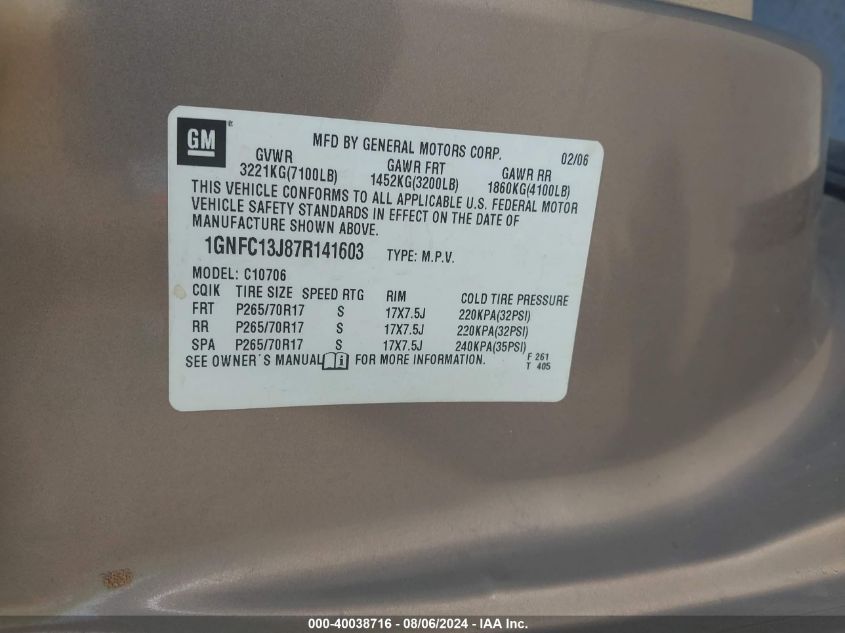 GM®
MFD BY GENERAL MOTORS CORP. 02/06
GVWR GAWR FRT GAWR RR
3221KG(7100LB) 1452KG(3200LB) 1860KG(4100LB)
THIS VEHICLE CONFORMS TO ALL APPLICABLE U.S. FEDERAL MOTOR
VEHICLE SAFETY STANDARDS IN EFFECT ON THE DATE OF
MANUFACTURE SHOWN ABOVE.
1GNFC13J87R141603 TYPE: M.P.V.
MODEL: C10706
CQIK TIRE SIZE SPEED RTG RIM COLD TIRE PRESSURE
FRT P265/70R17 S 17X7.5J 220KPA(32PSI)
RR P265/70R17 S 17X7.5J 220KPA(32PSI)
SPA P265/70R17 S 17X7.5J 240KPA(35PSI)
SEE OWNER'S MANUAL i FOR MORE INFORMATION. F 261
T 405
000-40038716 - 08/06/2024 - IAA Inc.